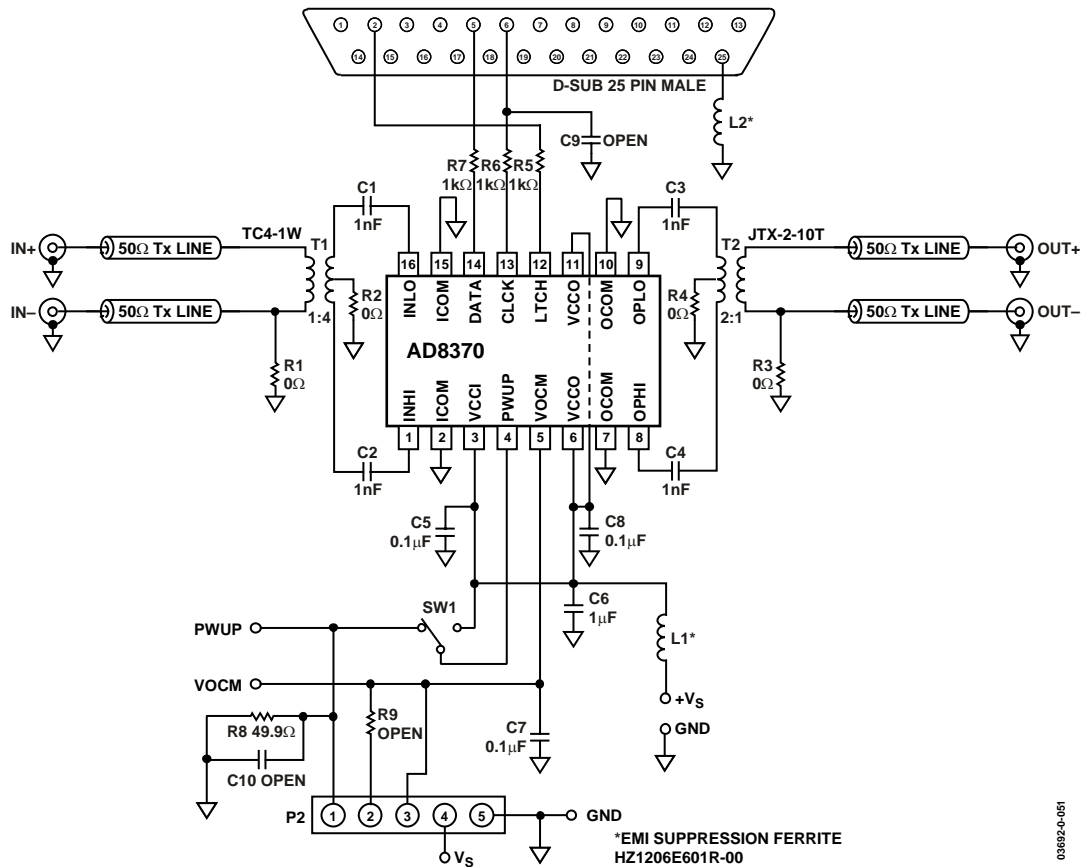 1 2 3 4 5 6 7 8 9 10 11 12 13
14 15 16 17 18 19 20 21 22 23 24 25
D-SUB 25 PIN MALE
L2*
C9 OPEN
R7 R6 R5
1kΩ 1kΩ 1kΩ
C1
1nF
C3
1nF
IN+
50Ω Tx LINE
TC4-1W
T1
T2
JTX-2-10T
50Ω Tx LINE
OUT+
16 15 14 13 12 11 10 9
INLO ICOM DATA CLCK LTCH VCCO OCOM OPLO
IN–
50Ω Tx LINE
1:4
R2
0Ω
R4
0Ω
2:1
50Ω Tx LINE
OUT–
AD8370
R1
0Ω
R3
0Ω
INHI ICOM VCCI PWUP VOCM VCCO OCOM OPHI
1 2 3 4 5 6 7 8
C2
1nF
C4
1nF
C5
0.1μF
C8
0.1μF
C6
1μF
SW1
PWUP
L1*
VOCM
+VS
GND
R8 49.9Ω
C10 OPEN
R9
OPEN
C7
0.1μF
P2
1 2 3 4 5
GND
VS
*EMI SUPPRESSION FERRITE
HZ1206E601R-00
03692-0-051